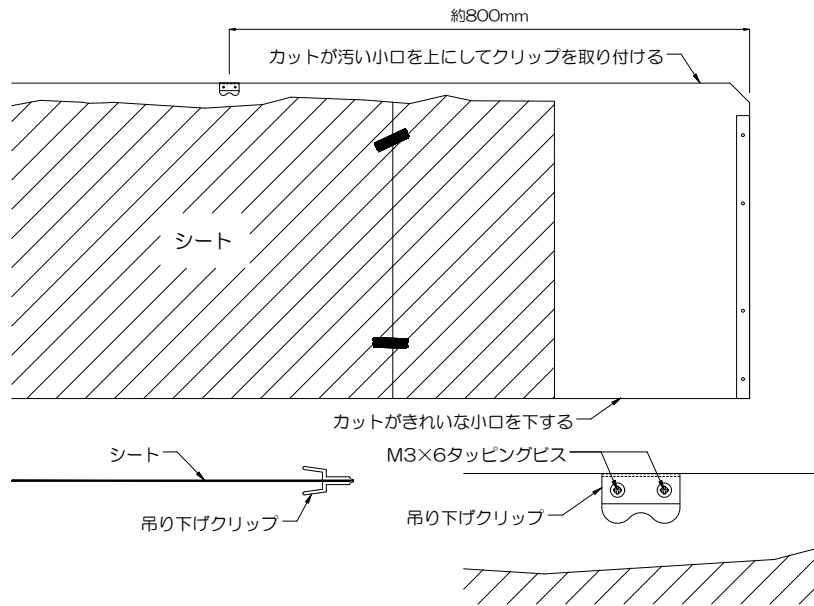 約800mm
カットが汚い小口を上にしてクリップを取り付ける
シート
カットがきれいな小口を下する
シート
吊り下げクリップ
M3×6タッピングビス
吊り下げクリップ